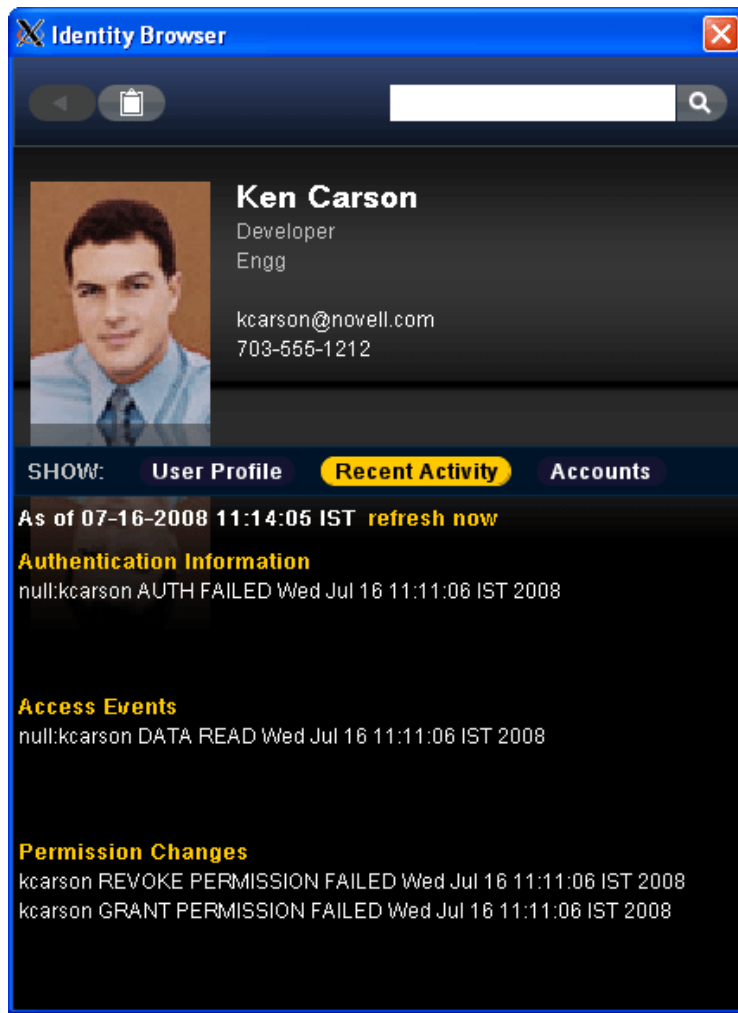 Identity Browser
Ken Carson
Developer
Engg
kcarson@novell.com
703-555-1212
SHOW: User Profile Recent Activity Accounts
As of 07-16-2008 11:14:05 IST refresh now
Authentication Information
null:kcarson AUTH FAILED Wed Jul 16 11:11:06 IST 2008
Access Events
null:kcarson DATA READ Wed Jul 16 11:11:06 IST 2008
Permission Changes
kcarson REVOKE PERMISSION FAILED Wed Jul 16 11:11:06 IST 2008
kcarson GRANT PERMISSION FAILED Wed Jul 16 11:11:06 IST 2008